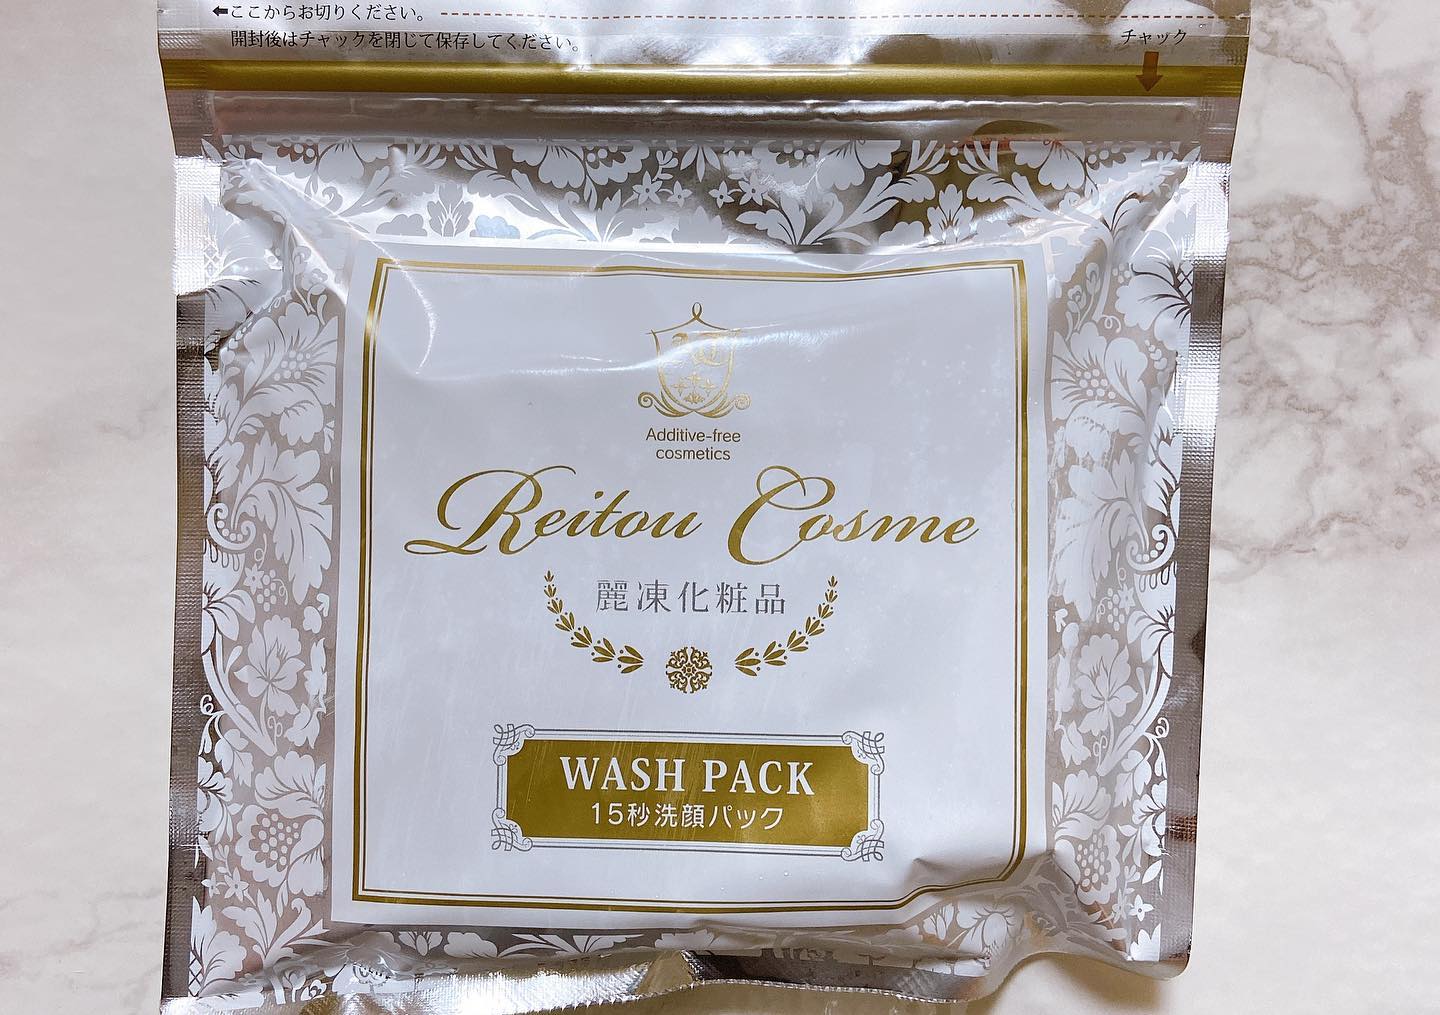 ⬅ここからお切りください。
開封後はチャックを閉じて保存してください。
チャック
Additive-free
cosmetics
Reitou Cosme
麗凍化粧品
WASH PACK
15秒洗顔パック